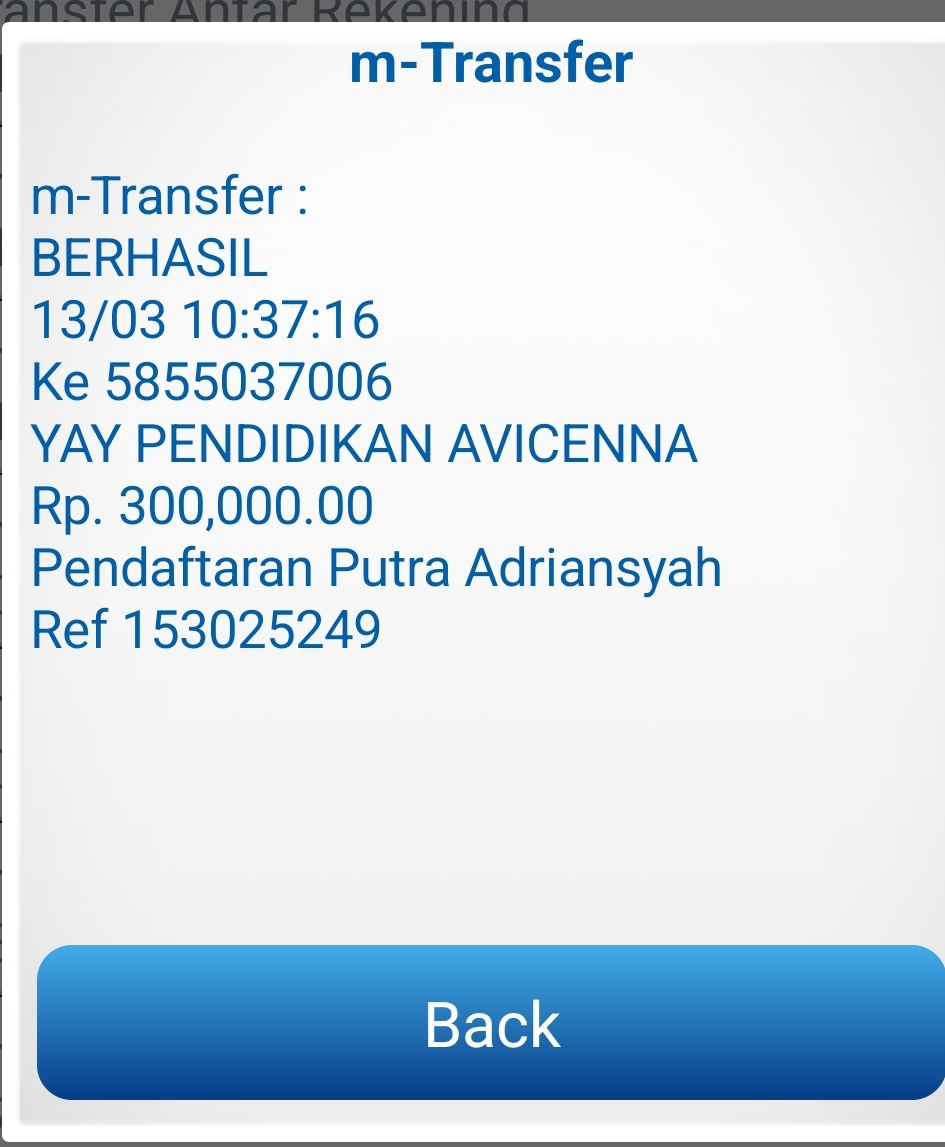 ransfer Antar Rekening
m-Transfer
m-Transfer :
BERHASIL
13/03 10:37:16
Ke 5855037006
YAY PENDIDIKAN AVICENNA
Rp. 300,000.00
Pendaftaran Putra Adriansyah
Ref 153025249
Back